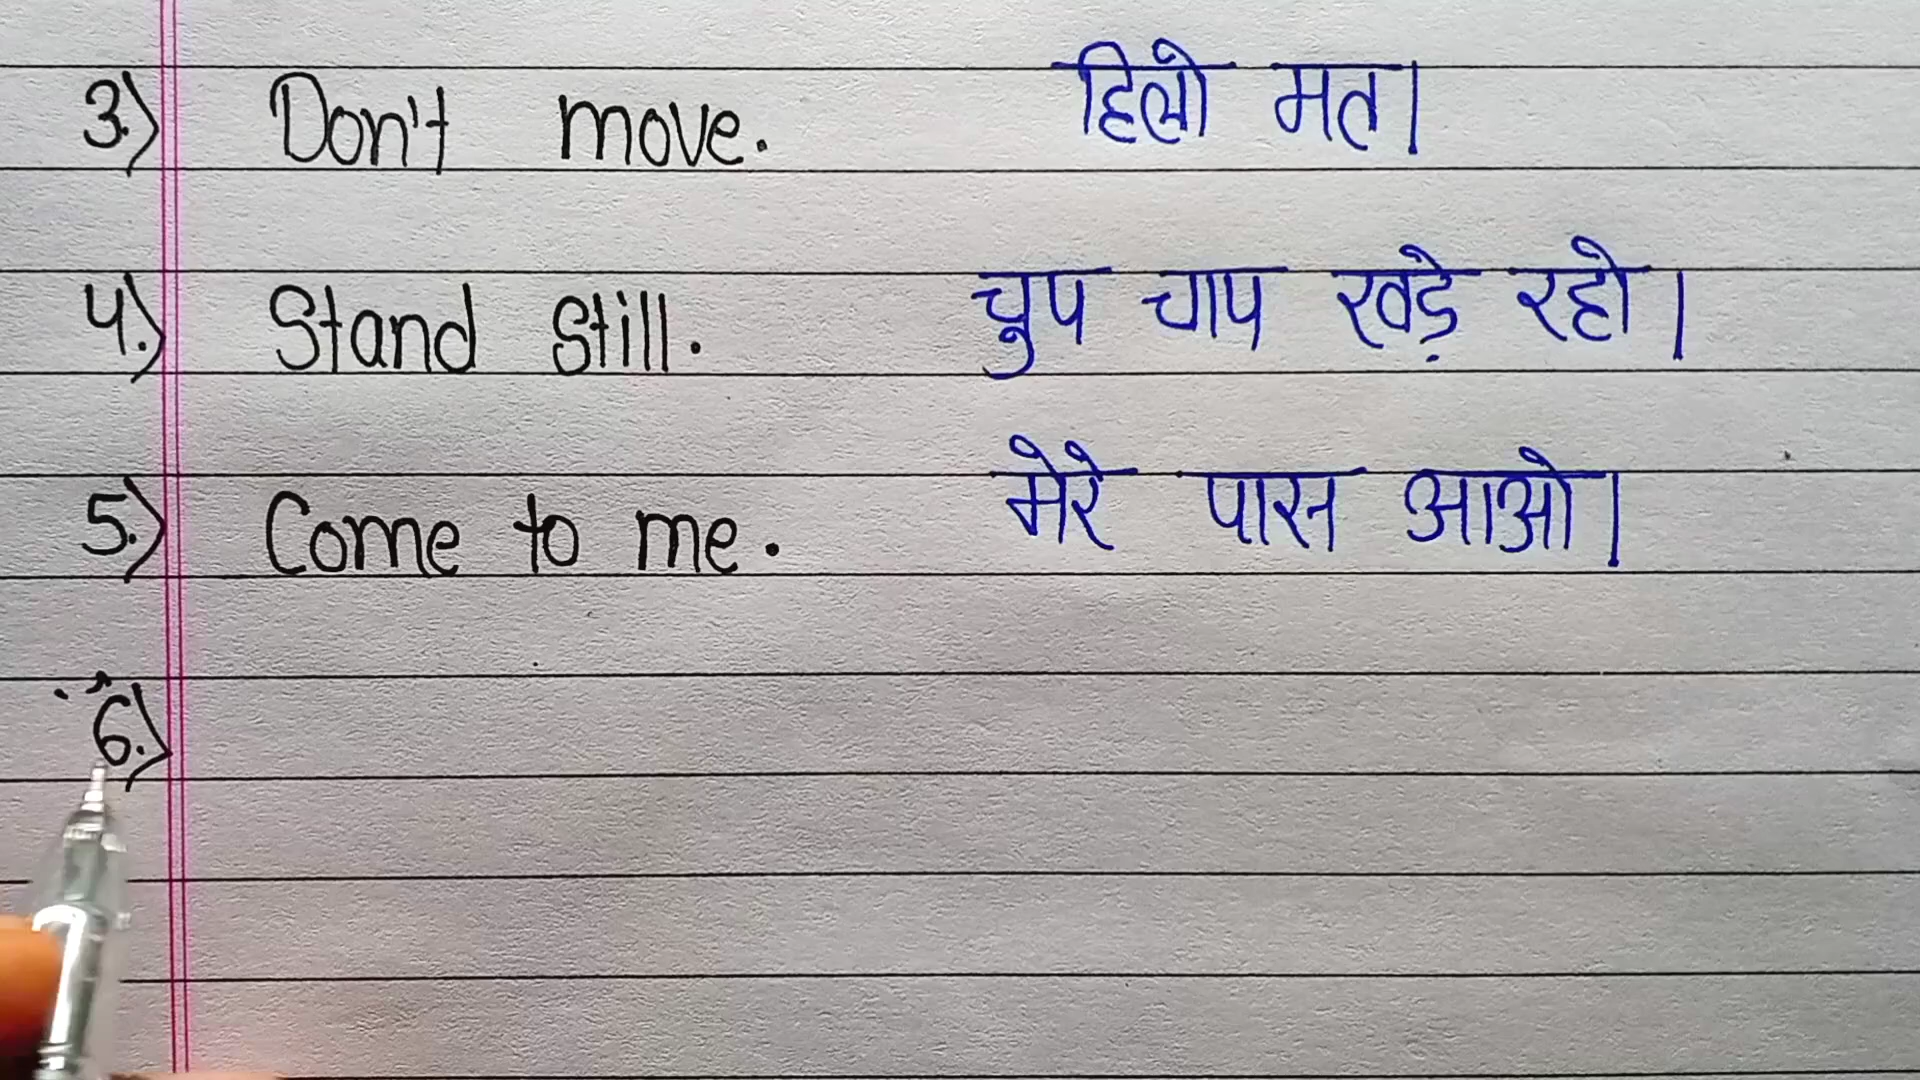 3.) Don't move. हिलो मत।
4.) Stand still. चुप चाप खड़े रहो।
5.) Come to me. मेरे पास आओ।
6.)